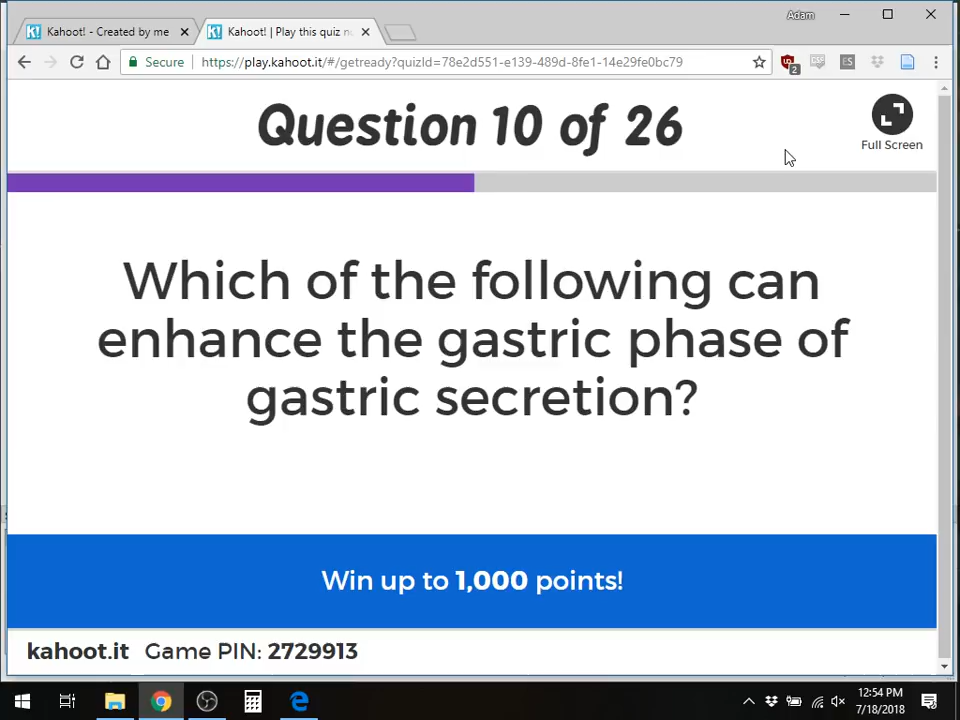 Adam
Kahoot! - Created by me
Kahoot! | Play this quiz n
Secure
https://play.kahoot.it/#/getready?quizId=78e2d551-e139-489d-8fe1-14e29fe0bc79
2
ES
Question 10 of 26
Full Screen
Which of the following can
enhance the gastric phase of
gastric secretion?
Win up to 1,000 points!
kahoot.it Game PIN: 2729913
12:54 PM
7/18/2018